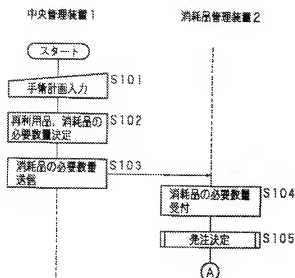 中央管理装置1
消耗品管理装置2
スタート
手術計画入力
S101
再利用品、消耗品の
必要数量決定
S102
消耗品の必要数量
送信
S103
消耗品の必要数量
受付
S104
発注決定
S105
A